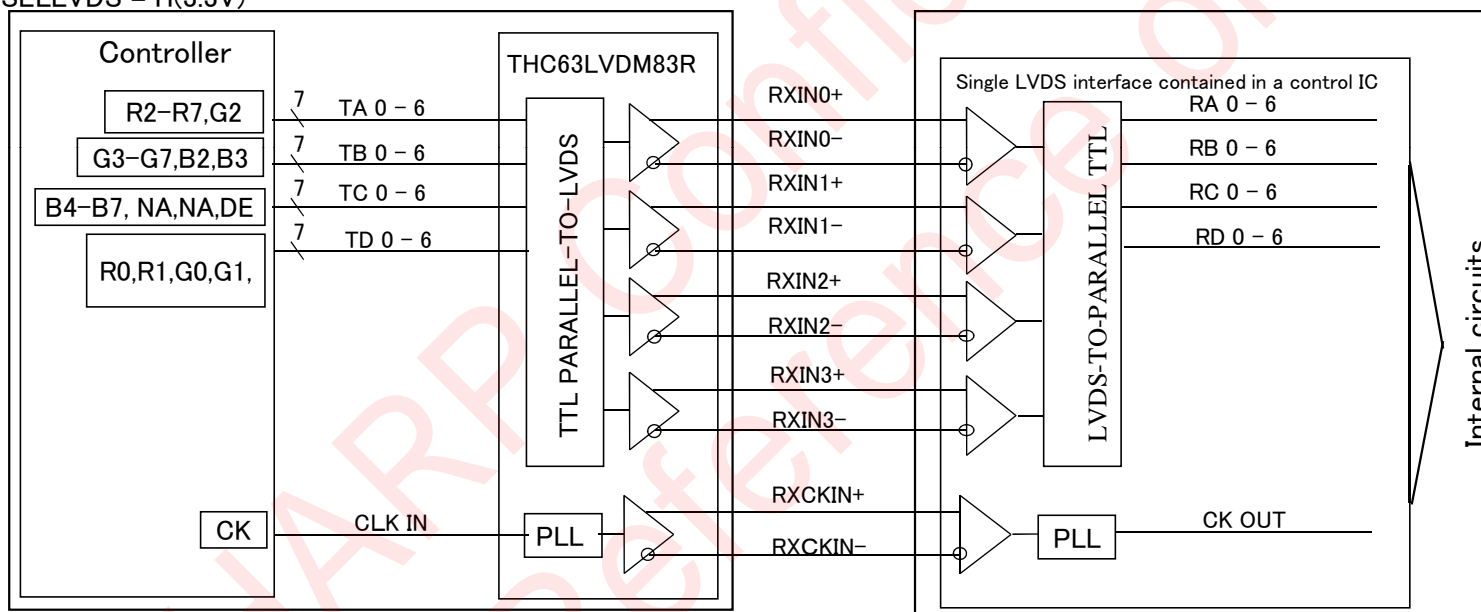 SELLVDS = H(3.3V)
Controller
THC63LVDM83R
Single LVDS interface contained in a control IC
R2-R7,G2
7
TA 0 - 6
RXIN0+
RA 0 - 6
G3-G7,B2,B3
7
TB 0 - 6
RXIN0-
RB 0 - 6
B4-B7, NA,NA,DE
7
TC 0 - 6
RXIN1+
RC 0 - 6
R0,R1,G0,G1,
7
TD 0 - 6
RXIN1-
RD 0 - 6
TTL PARALLEL-TO-LVDS
LVDS-TO-PARALLEL TTL
RXIN2+
RXIN2-
RXIN3+
RXIN3-
Internal circuits
CK
CLK IN
PLL
RXCKIN+
RXCKIN-
PLL
CK OUT
HARP Confi
Reference o